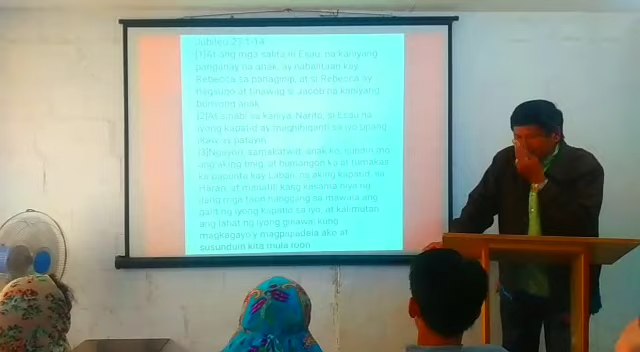 Jubileu 23:1-14
[1]At ang mga salita ni Esau, na kaniyang
panganay na anak, ay nabalitaan kay
Rebecca sa panaginip, at si Rebecca ay
nagsugo at tinawag si Jacob na kaniyang
bunsong anak
[2]At sinabi sa kaniya, Narito, si Esau na
iyong kapatid ay maghihiganti sa iyo upang
ikaw ay patayin.
[3]Ngayon, samakatwid, anak ko, sundin mo
ang aking tinig, at bumangon ka at tumakas
ka papunta kay Laban, na aking kapatid, sa
Haran, at manatili kang kasama niya ng
ilang mga taon hanggang sa mawala ang
galit ng iyong kapatid sa iyo, at kalimutan
ang lahat ng iyong ginawa; kung
magkagayo'y magpapadala ako at
susunduin kita mula roon